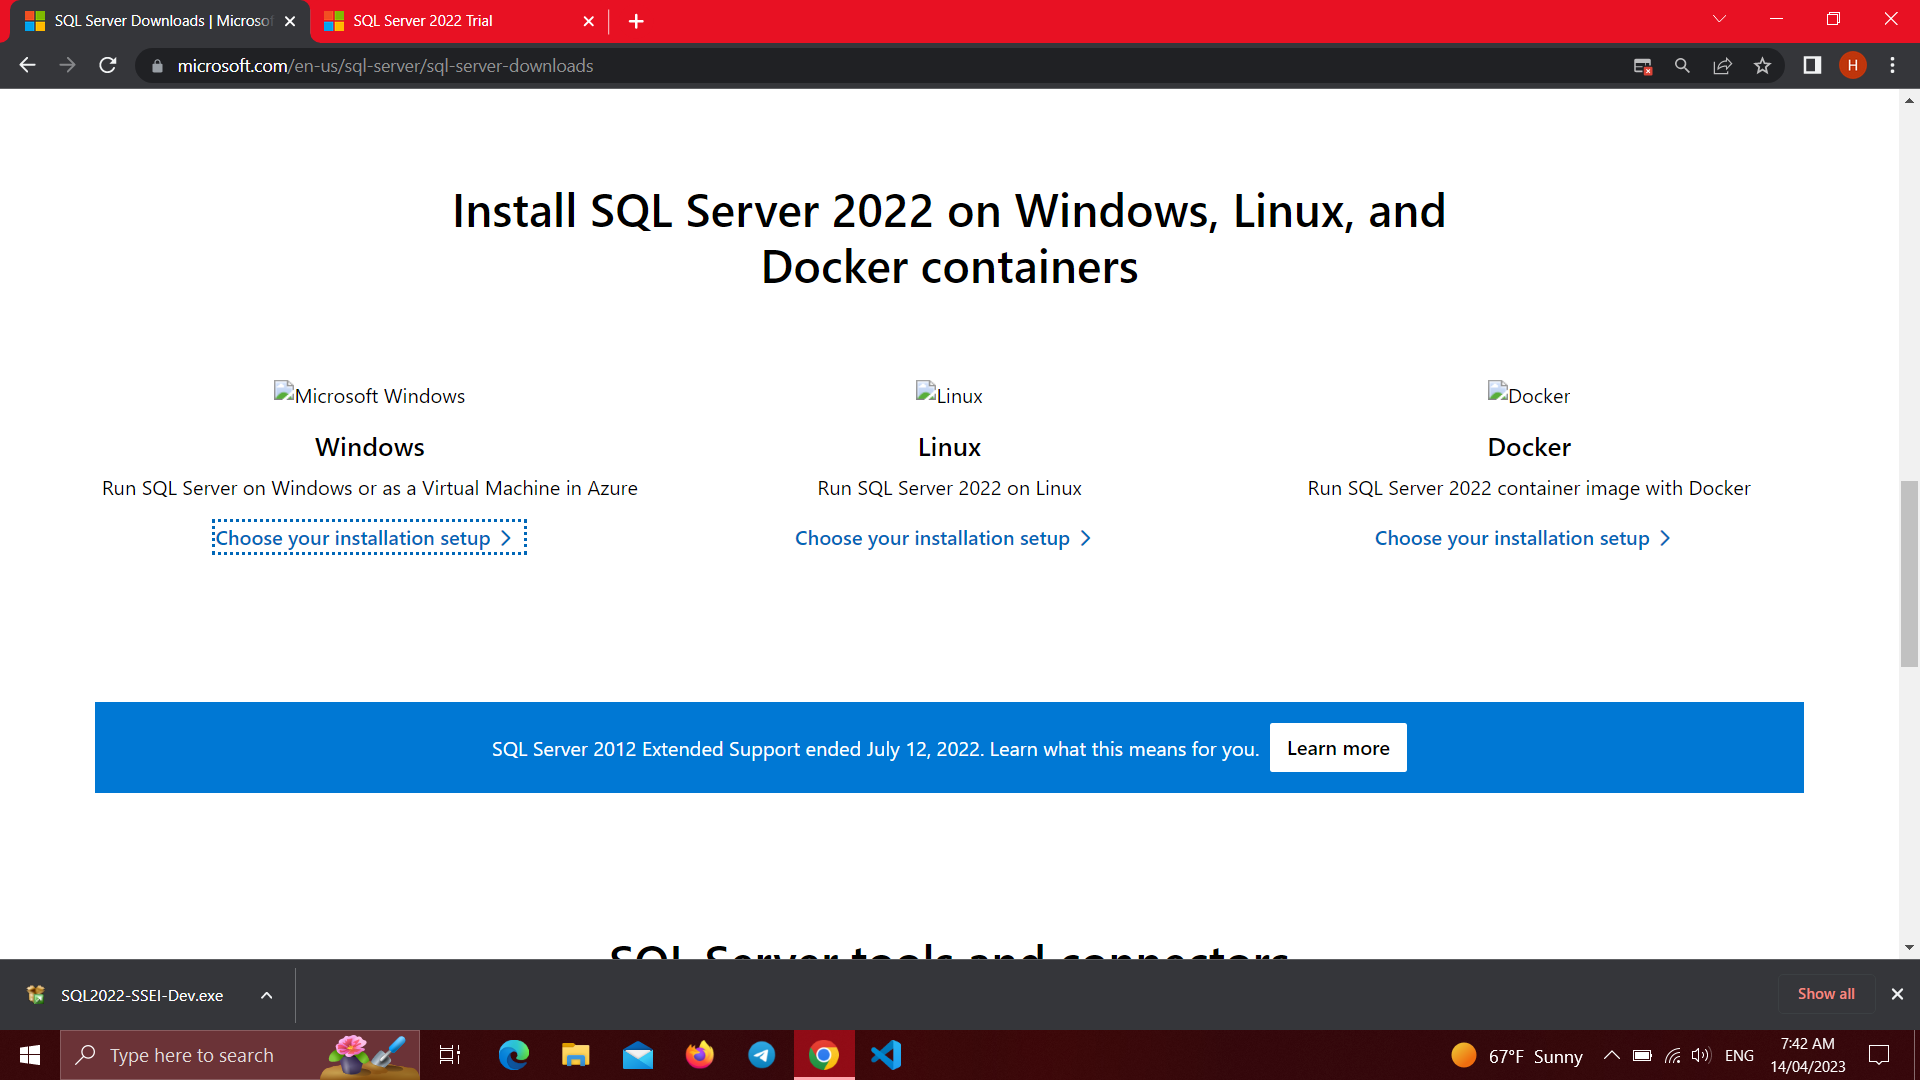 SQL Server Downloads | Microsof
SQL Server 2022 Trial
microsoft.com/en-us/sql-server/sql-server-downloads
H
Install SQL Server 2022 on Windows, Linux, and
Docker containers
Microsoft Windows
Linux
Docker
Windows
Linux
Docker
Run SQL Server on Windows or as a Virtual Machine in Azure
Run SQL Server 2022 on Linux
Run SQL Server 2022 container image with Docker
Choose your installation setup
Choose your installation setup
Choose your installation setup
SQL Server 2012 Extended Support ended July 12, 2022. Learn what this means for you.
Learn more
SQL Server tools and connectors
SQL2022-SSEI-Dev.exe
Show all
Type here to search
67°F Sunny
ENG
7:42 AM
14/04/2023